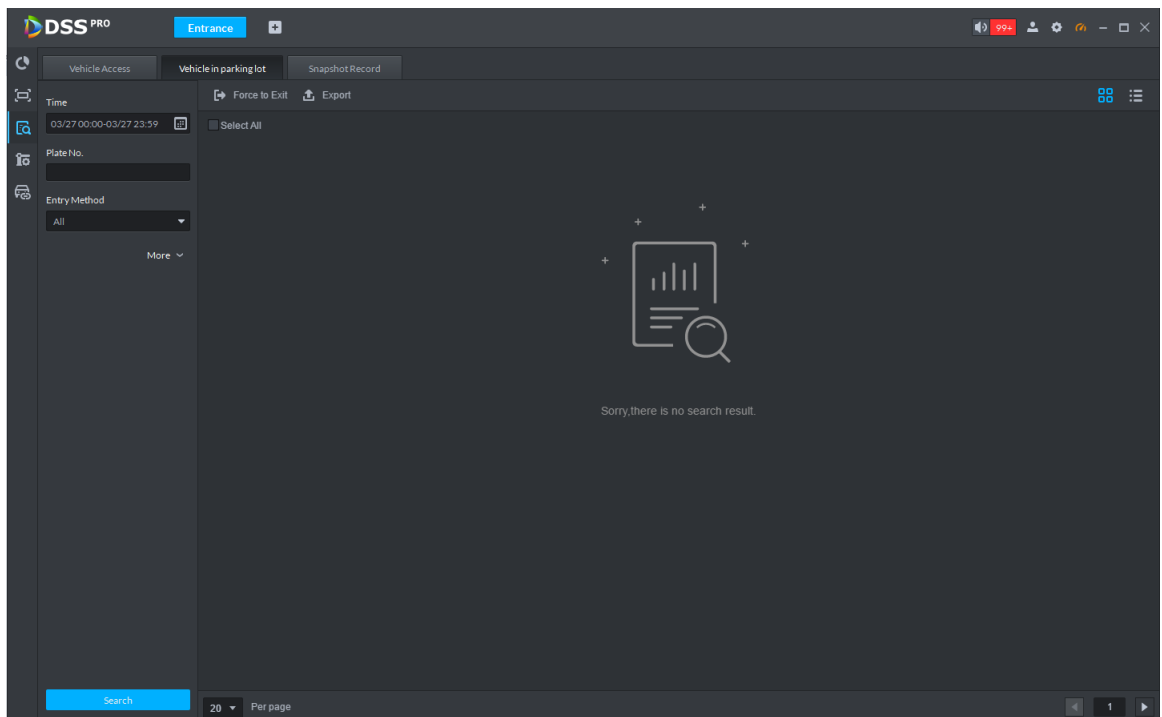 DSS PRO
Entrance
99+
Vehicle Access
Vehicle in parking lot
Snapshot Record
Force to Exit
Export
Time
03/27 00:00-03/27 23:59
Select All
Plate No.
Entry Method
All
More
Sorry,there is no search result.
Search
20
Per page
1